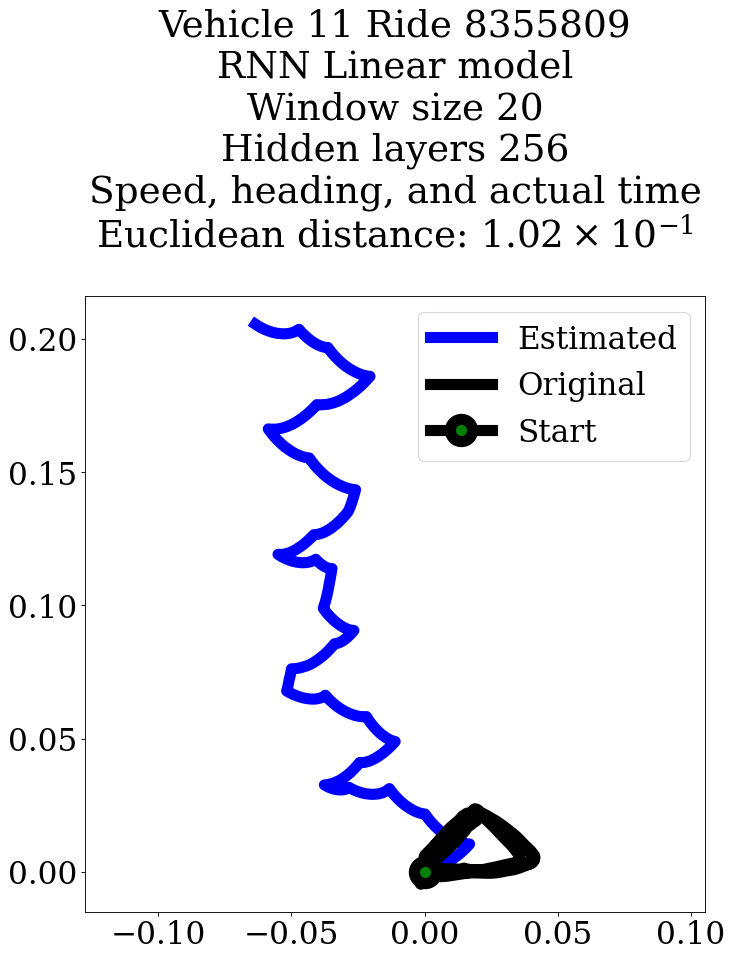 Vehicle 11 Ride 8355809
RNN Linear model
Window size 20
Hidden layers 256
Speed, heading, and actual time
Euclidean distance: 1.02 × 10⁻¹
Estimated
Original
Start
0.20
0.15
0.10
0.05
0.00
−0.10
−0.05
0.00
0.05
0.10